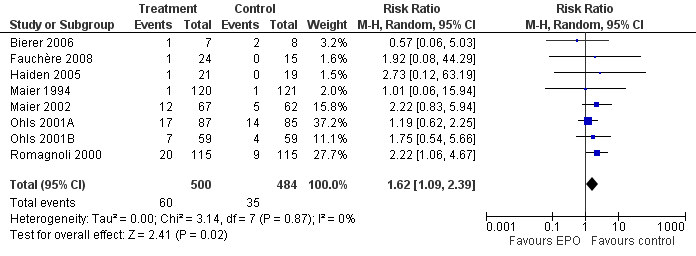 Treatment Control Risk Ratio Risk Ratio
Study or Subgroup Events Total Events Total Weight M-H, Random, 95% CI M-H, Random, 95% CI
Bierer 2006 1 7 2 8 3.2% 0.57 [0.06, 5.03]
Fauchère 2008 1 24 0 15 1.5% 1.92 [0.08, 44.29]
Haiden 2005 1 21 0 19 1.6% 2.73 [0.12, 63.19]
Maier 1994 1 120 1 121 2.0% 1.01 [0.06, 15.94]
Maier 2002 12 67 5 62 15.6% 2.22 [0.83, 5.94]
Ohls 2001A 17 87 14 85 37.2% 1.19 [0.62, 2.25]
Ohls 2001B 7 59 4 59 11.1% 1.75 [0.54, 5.66]
Romagnoli 2000 20 115 9 115 27.7% 2.22 [1.06, 4.67]
Total (95% CI) 500 484 100.0% 1.62 [1.09, 2.39]
Total events 60 35
Heterogeneity: Tau² = 0.00; Chi² = 3.14, df = 7 (P = 0.87); I² = 0%
Test for overall effect: Z = 2.41 (P = 0.02)
0.001 0.1 1 10 1000
Favours EPO Favours control